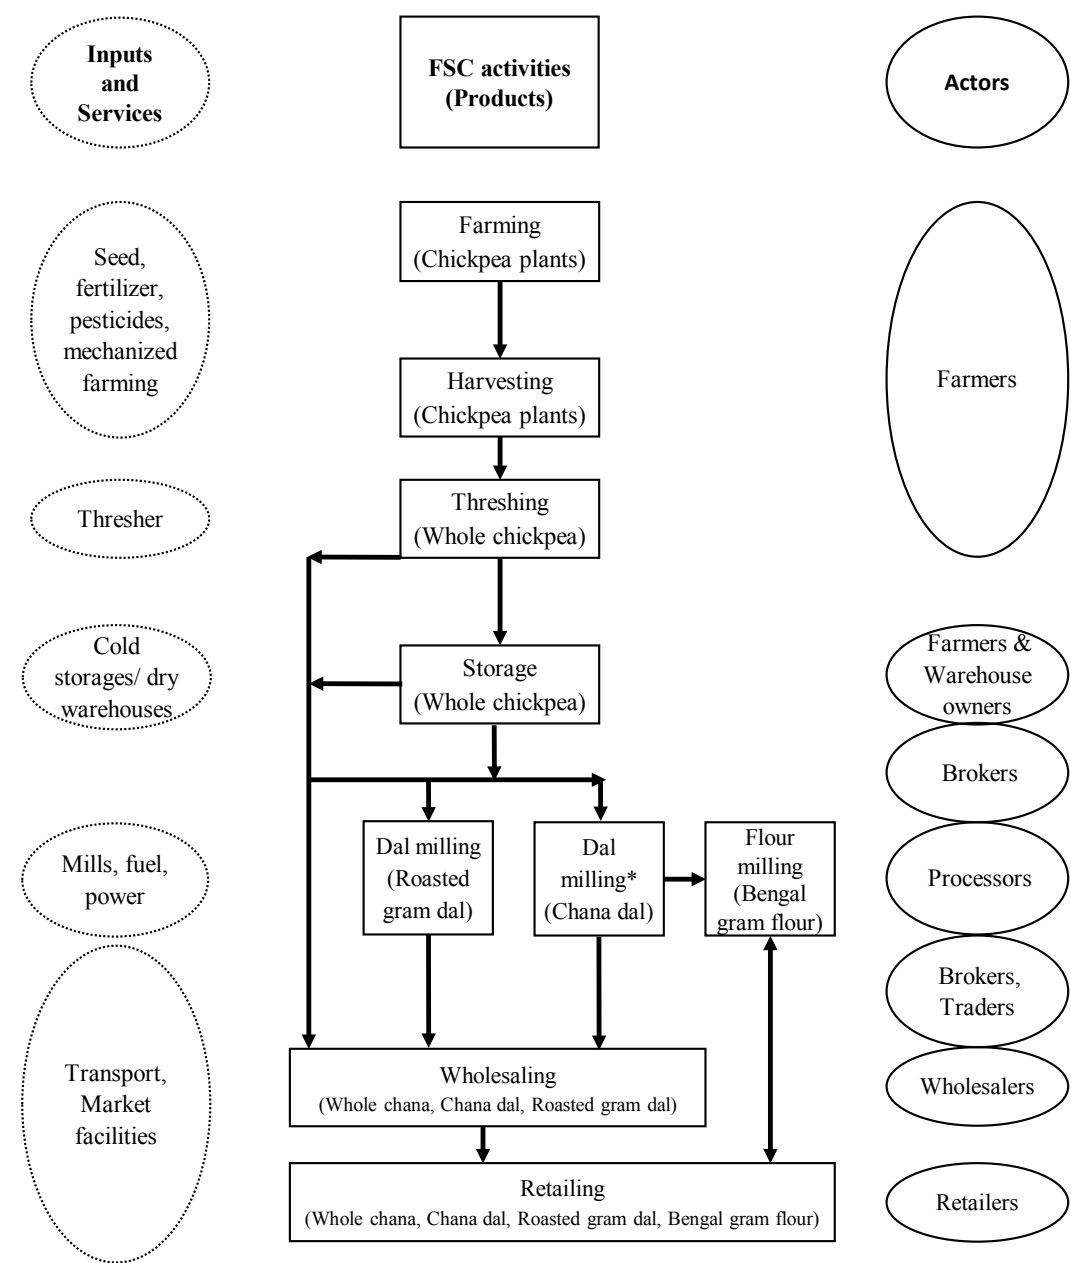 Inputs
and
Services
FSC activities
(Products)
Actors
Seed,
fertilizer,
pesticides,
mechanized
farming
Farming
(Chickpea plants)
Harvesting
(Chickpea plants)
Farmers
Thresher
Threshing
(Whole chickpea)
Cold
storages/ dry
warehouses
Storage
(Whole chickpea)
Farmers &
Warehouse
owners
Brokers
Mills, fuel,
power
Dal milling
(Roasted
gram dal)
Dal
milling*
(Chana dal)
Flour
milling
(Bengal
gram flour)
Processors
Brokers,
Traders
Transport,
Market
facilities
Wholesaling
(Whole chana, Chana dal, Roasted gram dal)
Wholesalers
Retailing
(Whole chana, Chana dal, Roasted gram dal, Bengal gram flour)
Retailers